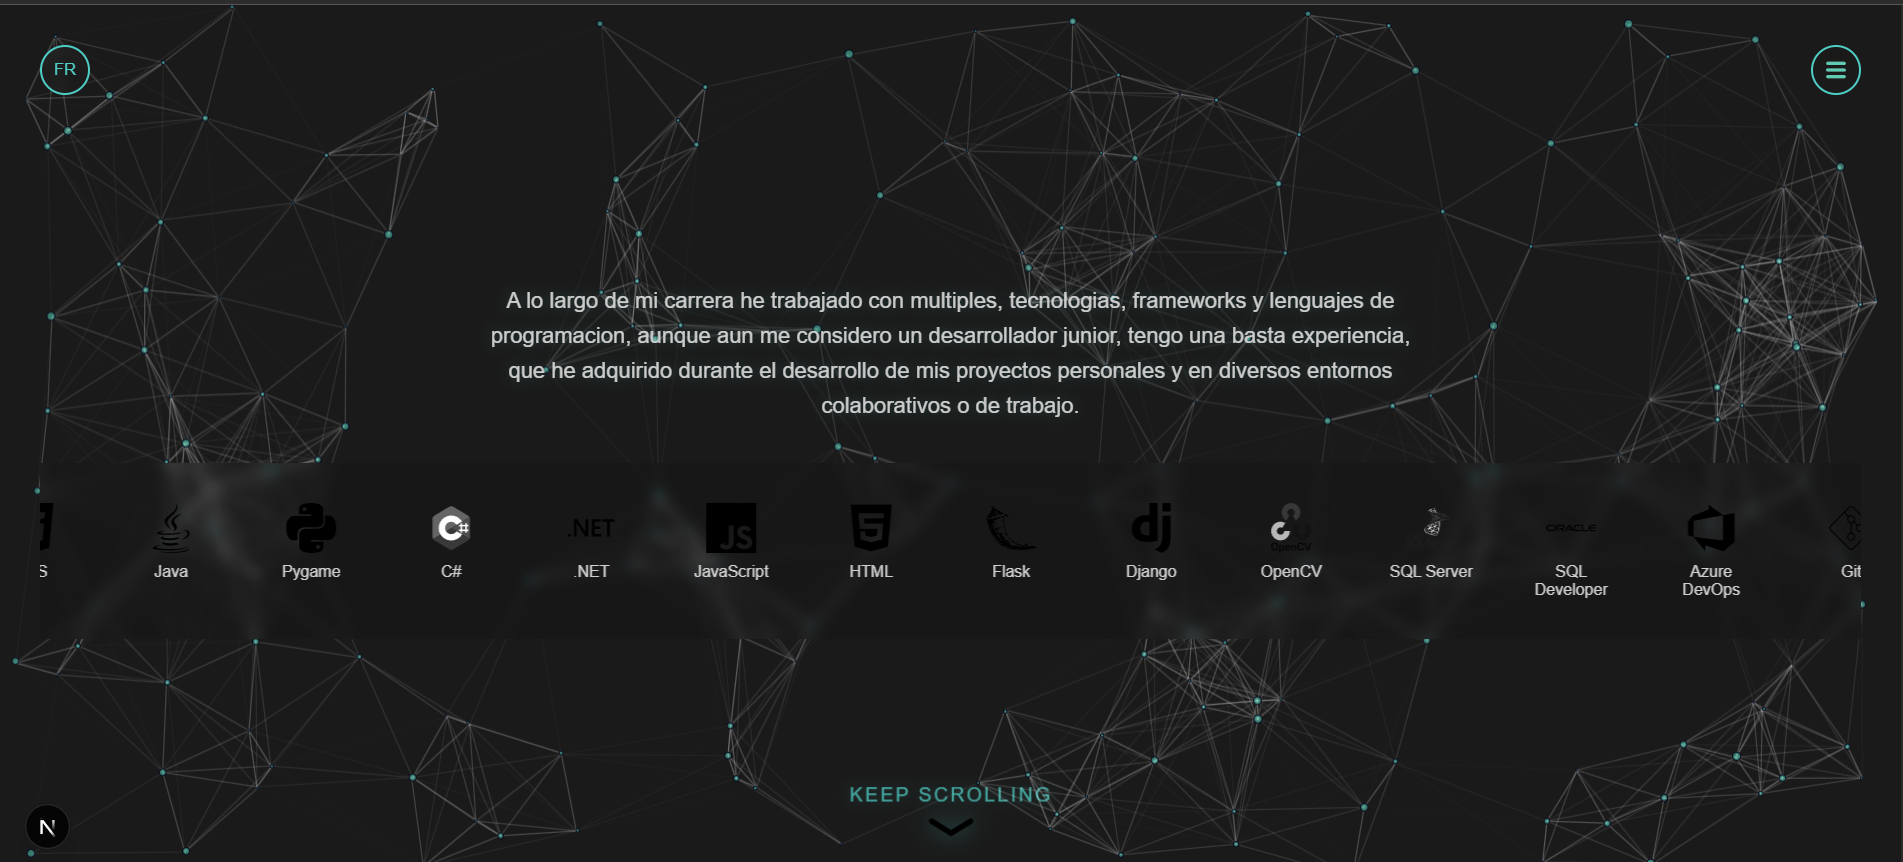 FR
A lo largo de mi carrera he trabajado con multiples, tecnologias, frameworks y lenguajes de
programacion, aunque aun me considero un desarrollador junior, tengo una basta experiencia,
que he adquirido durante el desarrollo de mis proyectos personales y en diversos entornos
colaborativos o de trabajo.
.NET
JS
5
dj
OpenCV
ORACLE
S
Java
Pygame
C#
.NET
JavaScript
HTML
Flask
Django
OpenCV
SQL Server
SQL
Developer
Azure
DevOps
Git
KEEP SCROLLING
N